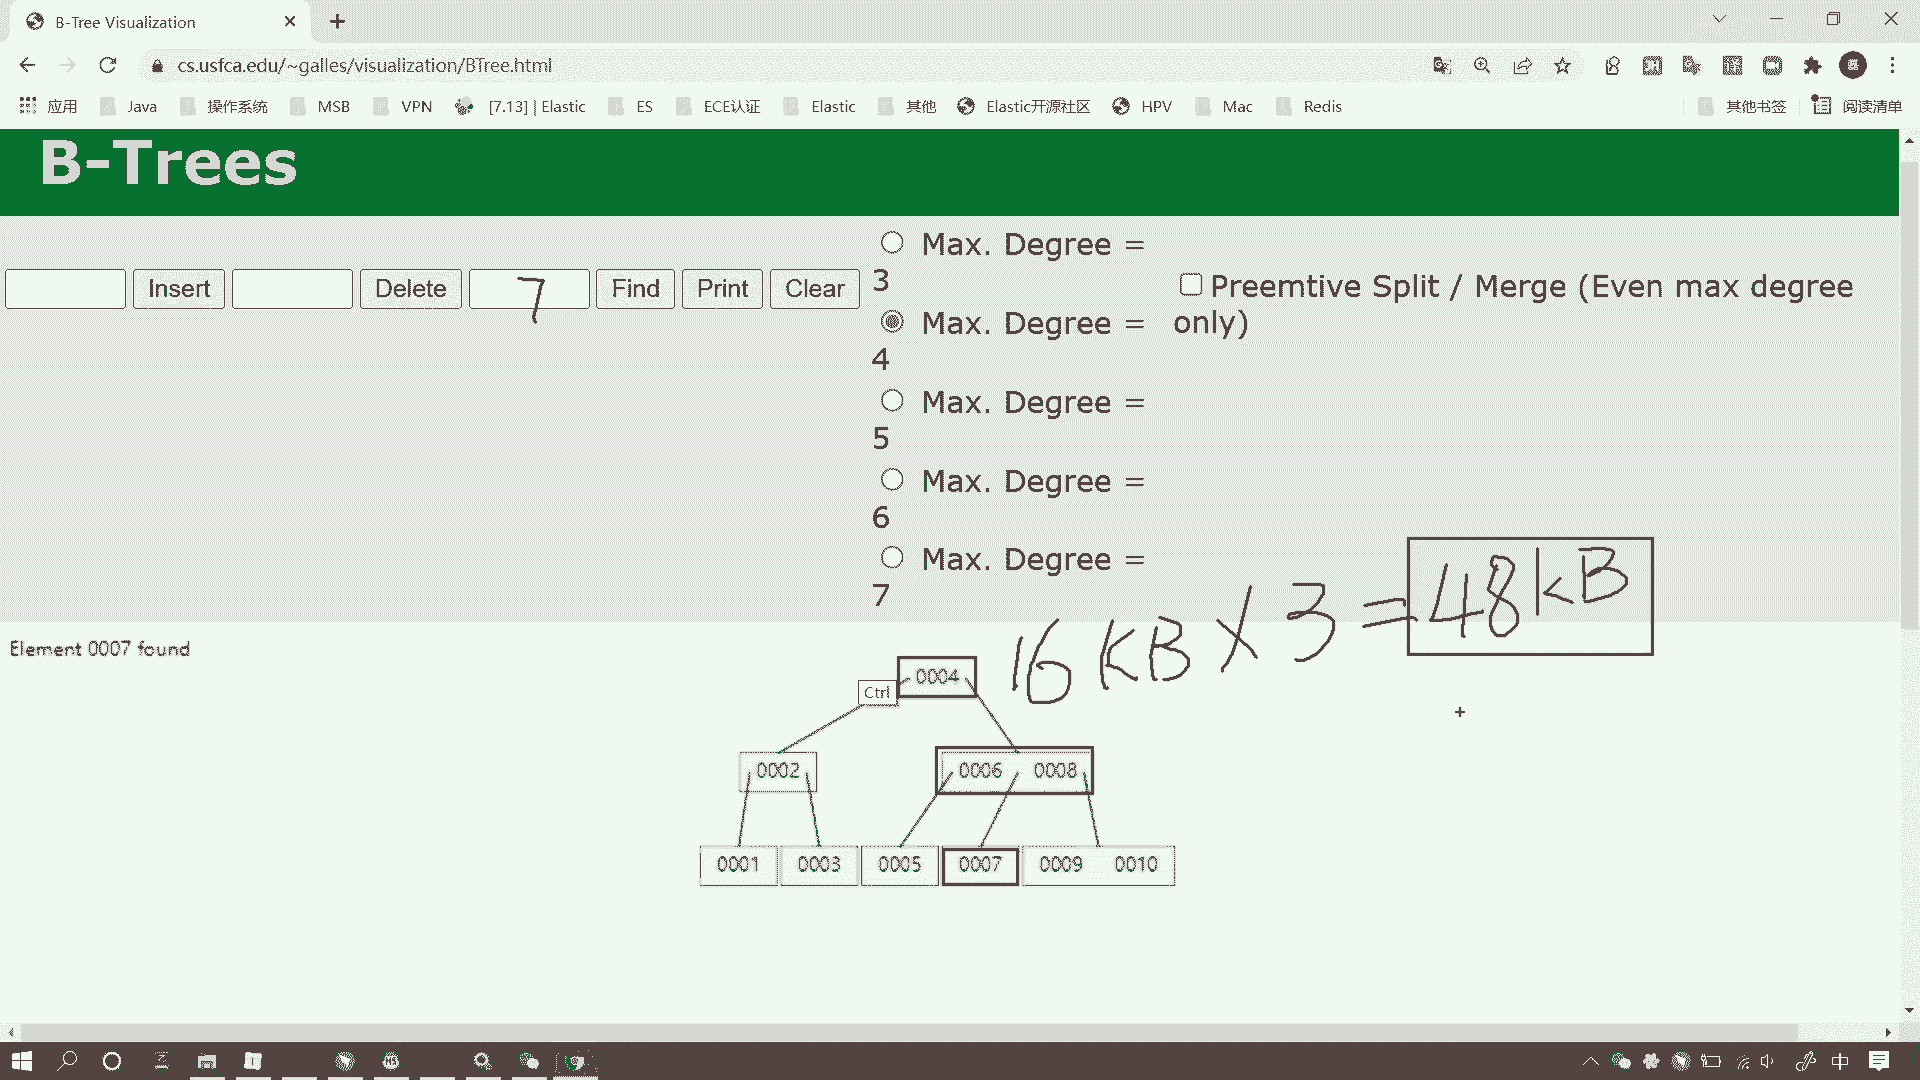 B-Tree Visualization
cs.usfca.edu/~galles/visualization/BTree.html
应用 Java 操作系统 MSB VPN [7.13] | Elastic ES ECE认证 Elastic 其他 Elastic开源社区 HPV Mac Redis 其他书签 阅读清单
B-Trees
Insert Delete 7 Find Print Clear
Max. Degree = 3
Max. Degree = 4
Max. Degree = 5
Max. Degree = 6
Max. Degree = 7
Preemtive Split / Merge (Even max degree only)
16 KB X 3 = 48 kB
Element 0007 found
0004
Ctrl
0002 0006 0008
0001 0003 0005 0007 0009 0010
中